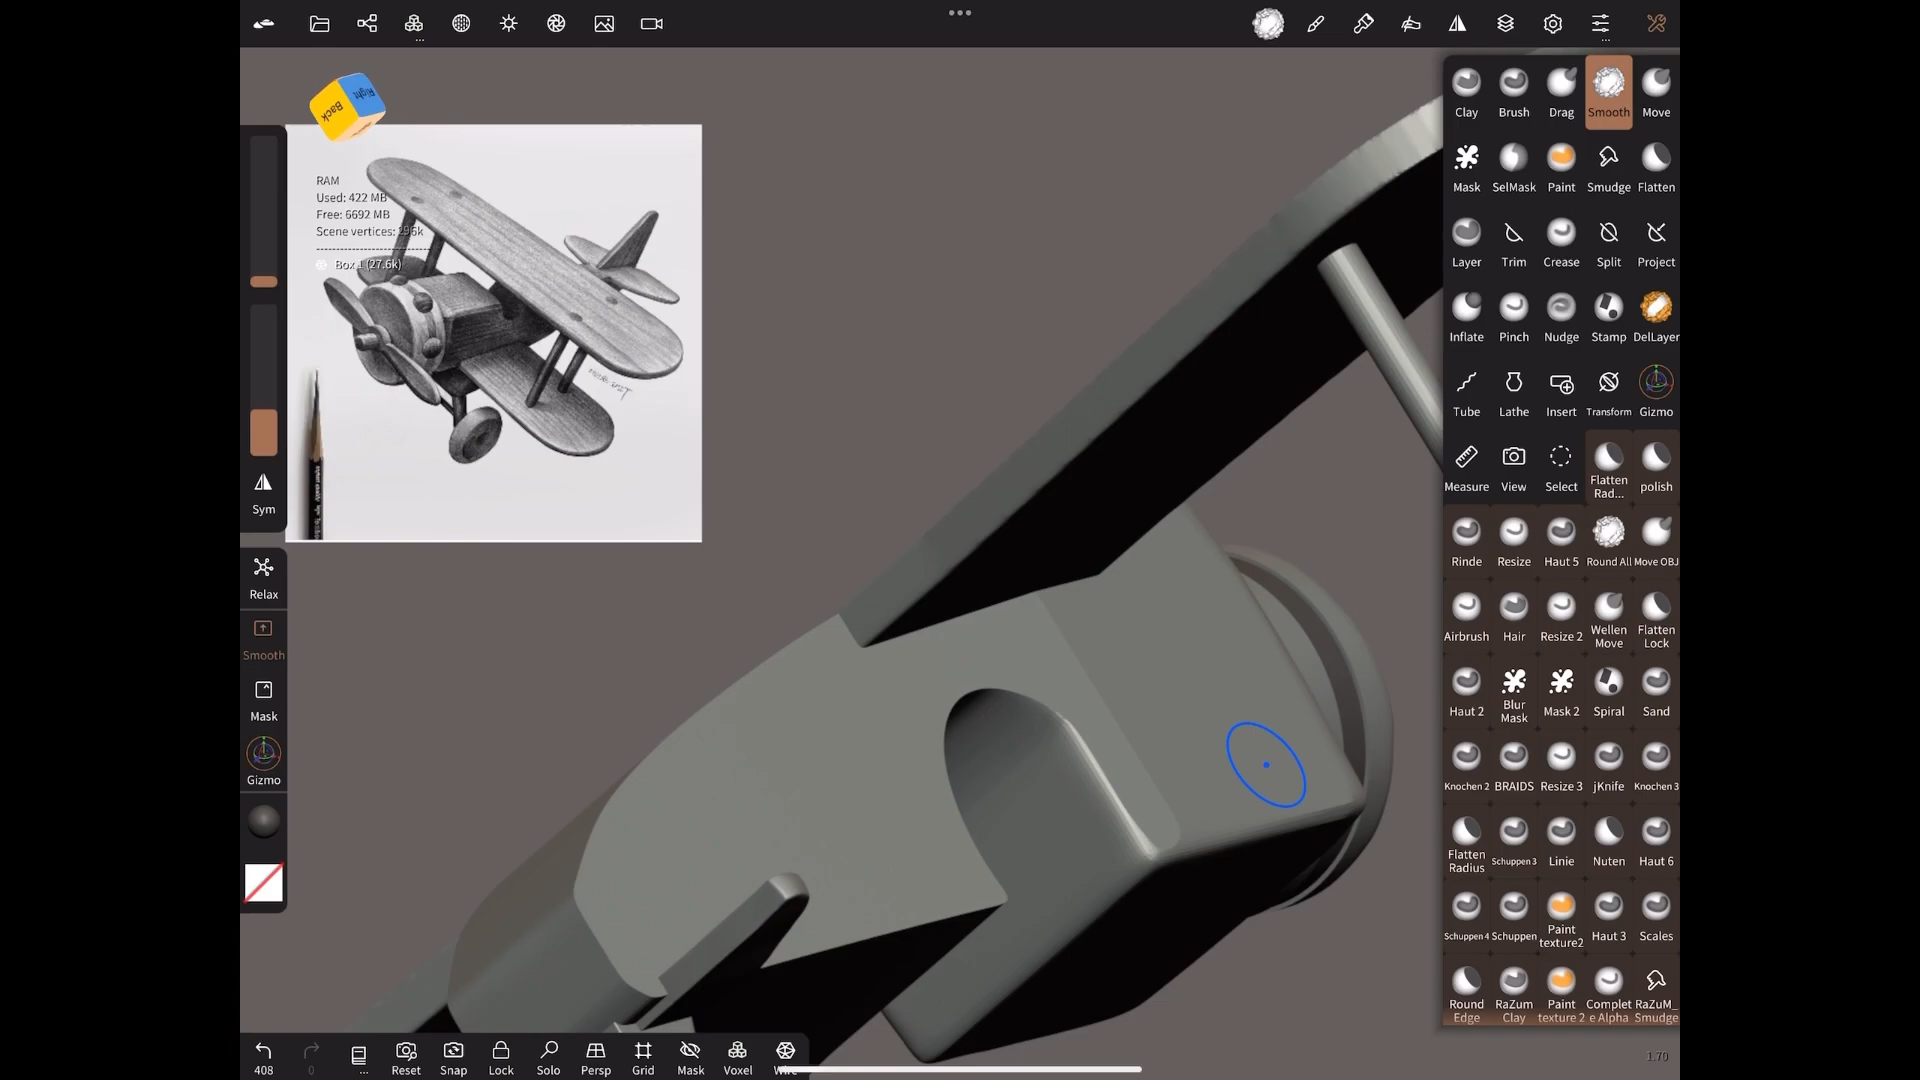 Back
Right
RAM
Used: 422 MB
Free: 6692 MB
Scene vertices: 296k
Box 1 (27.6k)
Sym
Relax
Smooth
Mask
Gizmo
Clay Brush Drag Smooth Move
Mask SelMask Paint Smudge Flatten
Layer Trim Crease Split Project
Inflate Pinch Nudge Stamp DelLayer
Tube Lathe Insert Transform Gizmo
Measure View Select Flatten Rad... polish
Rinde Resize Haut 5 Round All Move OBJ
Airbrush Hair Resize 2 Wellen Move Flatten Lock
Haut 2 Blur Mask Mask 2 Spiral Sand
Knochen 2 BRAIDS Resize 3 jKnife Knochen 3
Flatten Radius Schuppen 3 Linie Nuten Haut 6
Schuppen 4 Schuppen Paint texture2 Haut 3 Scales
Round Edge RaZum Clay Paint texture 2 Complet e Alpha RaZuM_ Smudge
408 0 ... Reset Snap Lock Solo Persp Grid Mask Voxel Wire
1.70